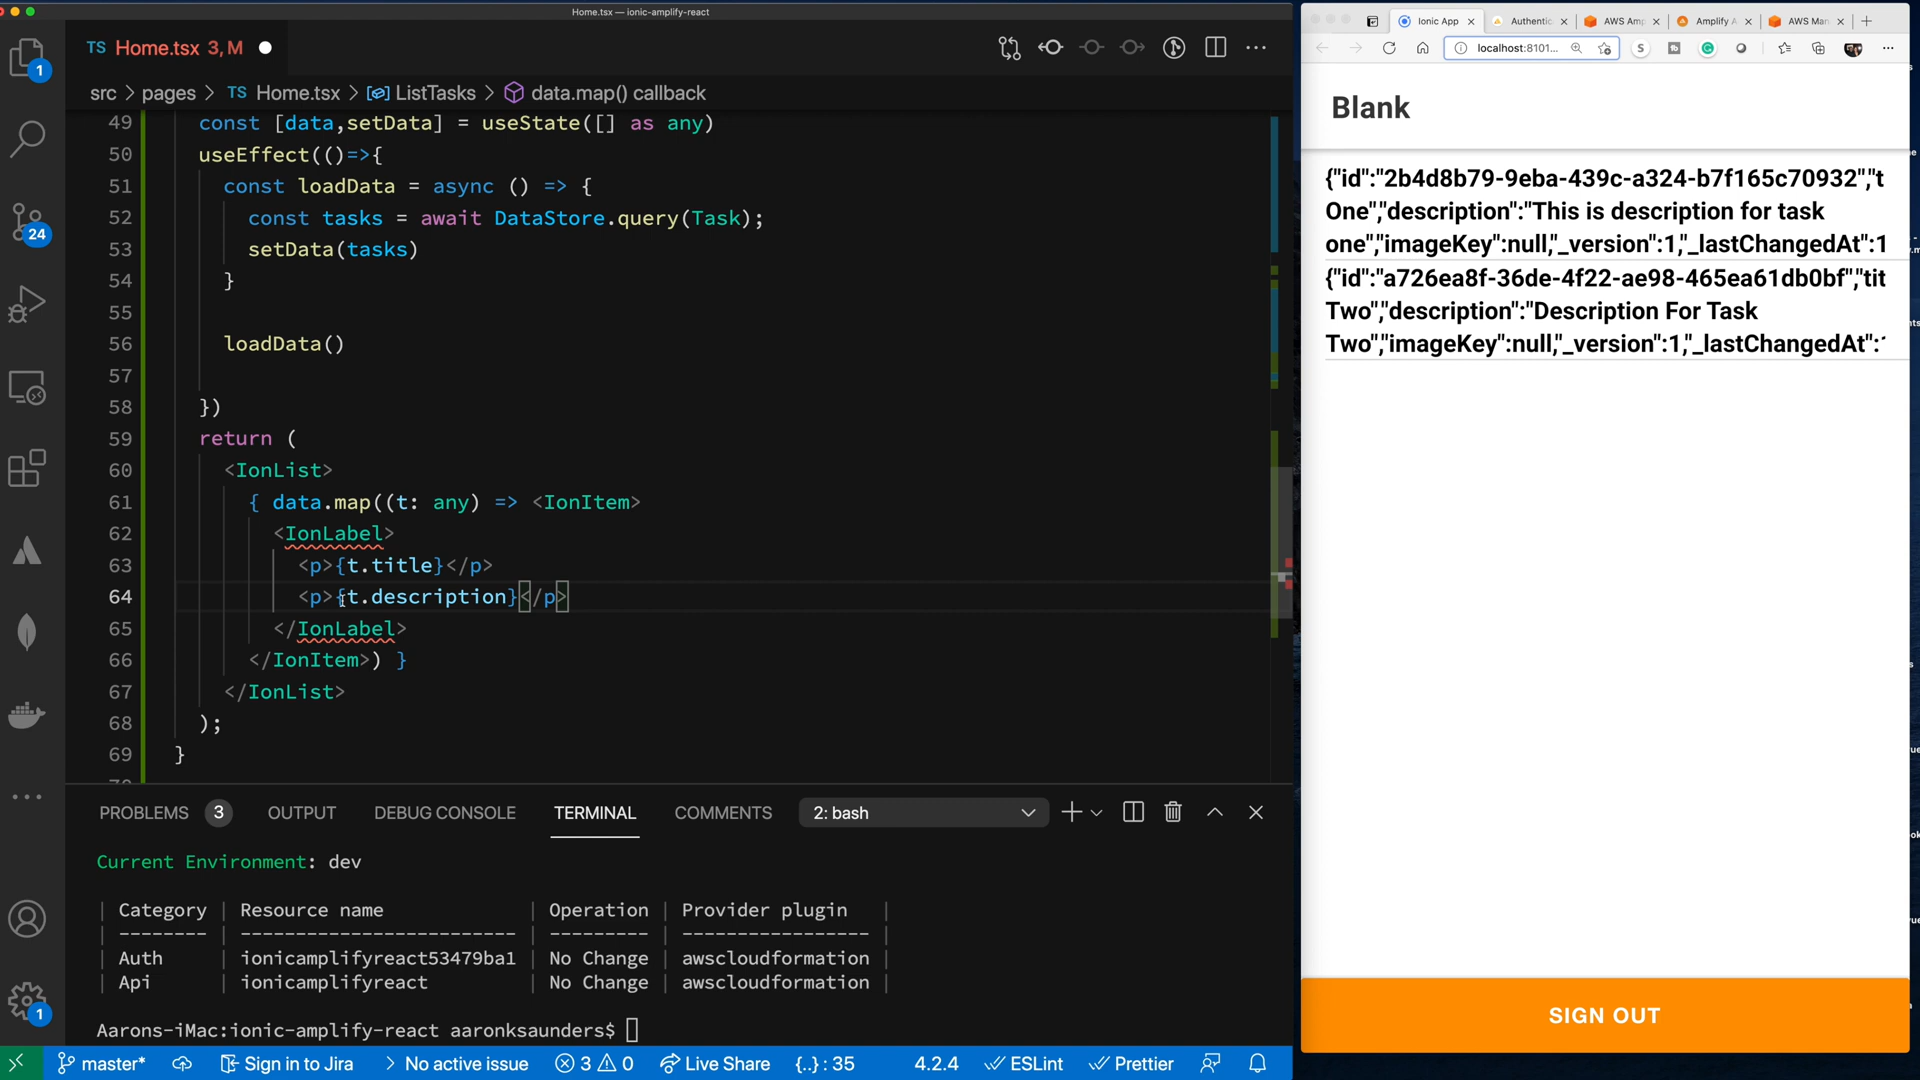 Home.tsx — ionic-amplify-react
TS Home.tsx 3, M
src > pages > TS Home.tsx > ListTasks > data.map() callback
49 const [data,setData] = useState([] as any)
50 useEffect(()=>{
51 const loadData = async () => {
52 const tasks = await DataStore.query(Task);
53 setData(tasks)
54 }
55
56 loadData()
57
58 })
59 return (
60 <IonList>
61 { data.map((t: any) => <IonItem>
62 <IonLabel>
63 <p>{t.title}</p>
64 <p>{t.description}</p>
65 </IonLabel>
66 </IonItem>) }
67 </IonList>
68 );
69 }
1
24
1
PROBLEMS 3 OUTPUT DEBUG CONSOLE TERMINAL COMMENTS 2: bash
Current Environment: dev
| Category | Resource name | Operation | Provider plugin |
| -------- | ----------------------- | --------- | ----------------- |
| Auth | ionicamplifyreact53479ba1 | No Change | awscloudformation |
| Api | ionicamplifyreact | No Change | awscloudformation |
Aarons-iMac:ionic-amplify-react aaronksaunders$
master* Sign in to Jira No active issue 3 0 Live Share {..} : 35 4.2.4 ESLint Prettier
Ionic App Authentic AWS Amp Amplify A AWS Man
localhost:8101...
Blank
{"id":"2b4d8b79-9eba-439c-a324-b7f165c70932","t
One","description":"This is description for task
one","imageKey":null,"_version":1,"_lastChangedAt":1
{"id":"a726ea8f-36de-4f22-ae98-465ea61db0bf","tit
Two","description":"Description For Task
Two","imageKey":null,"_version":1,"_lastChangedAt":
SIGN OUT